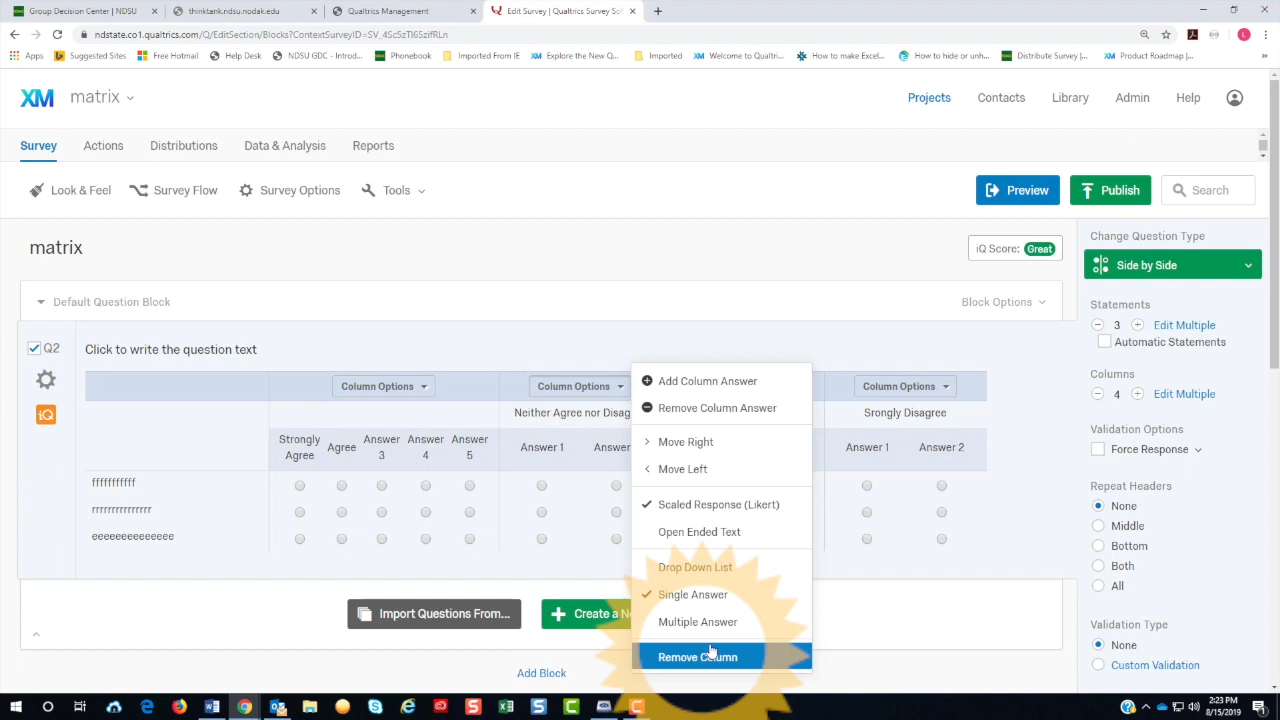 Group Decision Center | NDSU
thinktank.ndsu.nodak.edu
Qualtrics Management
Edit Survey | Qualtrics Survey Sof
ndstate.co1.qualtrics.com/Q/EditSection/Blocks?ContextSurveyID=SV_4Sc5zTl6SzifRLn
Apps
Suggested Sites
Free Hotmail
Help Desk
NDSU GDC - Introd...
Phonebook
Imported From IE
Explore the New Q...
Imported
Welcome to Qualtri...
How to make Excel...
How to hide or unh...
Distribute Survey |...
Product Roadmap |...
XM
matrix
Projects
Contacts
Library
Admin
Help
Survey
Actions
Distributions
Data & Analysis
Reports
Look & Feel
Survey Flow
Survey Options
Tools
Preview
Publish
Search
matrix
iQ Score: Great
Default Question Block
Block Options
Q2
iQ
Click to write the question text
Column Options
Column Options
Column Options
Neither Agree nor Disag
Srongly Disagree
Strongly Agree
Agree
Answer 3
Answer 4
Answer 5
Answer 1
Answer
Answer 1
Answer 2
fffffffffff
rrrrrrrrrrrrrrr
eeeeeeeeeeeeee
Add Column Answer
Remove Column Answer
Move Right
Move Left
Scaled Response (Likert)
Open Ended Text
Drop Down List
Single Answer
Multiple Answer
Remove Column
Import Questions From...
Create a Ne
Add Block
Change Question Type
Side by Side
Statements
3
Edit Multiple
Automatic Statements
Columns
4
Edit Multiple
Validation Options
Force Response
Repeat Headers
None
Middle
Bottom
Both
All
Validation Type
None
Custom Validation
2:23 PM
8/15/2019